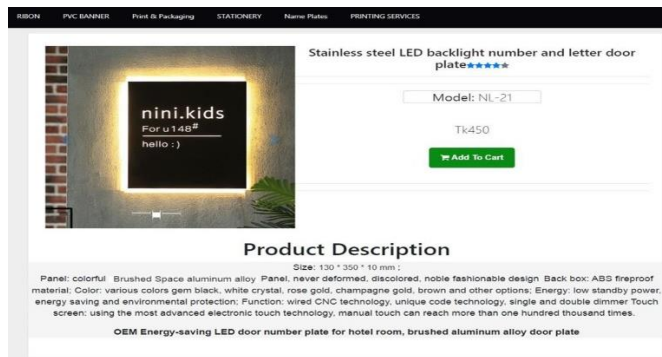 RIBON PVC BANNER Print & Packaging STATIONERY Name Plates PRINTING SERVICES
nini.kids
For u148#
hello :)
Stainless steel LED backlight number and letter door
plate
Model: NL-21
Tk450
Add To Cart
Product Description
Size: 130 * 350 * 10 mm ;
Panel: colorful Brushed Space aluminum alloy Panel, never deformed, discolored, noble fashionable design Back box: ABS fireproof
material; Color: various colors gem black, white crystal, rose gold, champagne gold, brown and other options; Energy: low standby power,
energy saving and environmental protection; Function: wired CNC technology, unique code technology, single and double dimmer Touch
screen: using the most advanced electronic touch technology, manual touch can reach more than one hundred thousand times.
OEM Energy-saving LED door number plate for hotel room, brushed aluminum alloy door plate